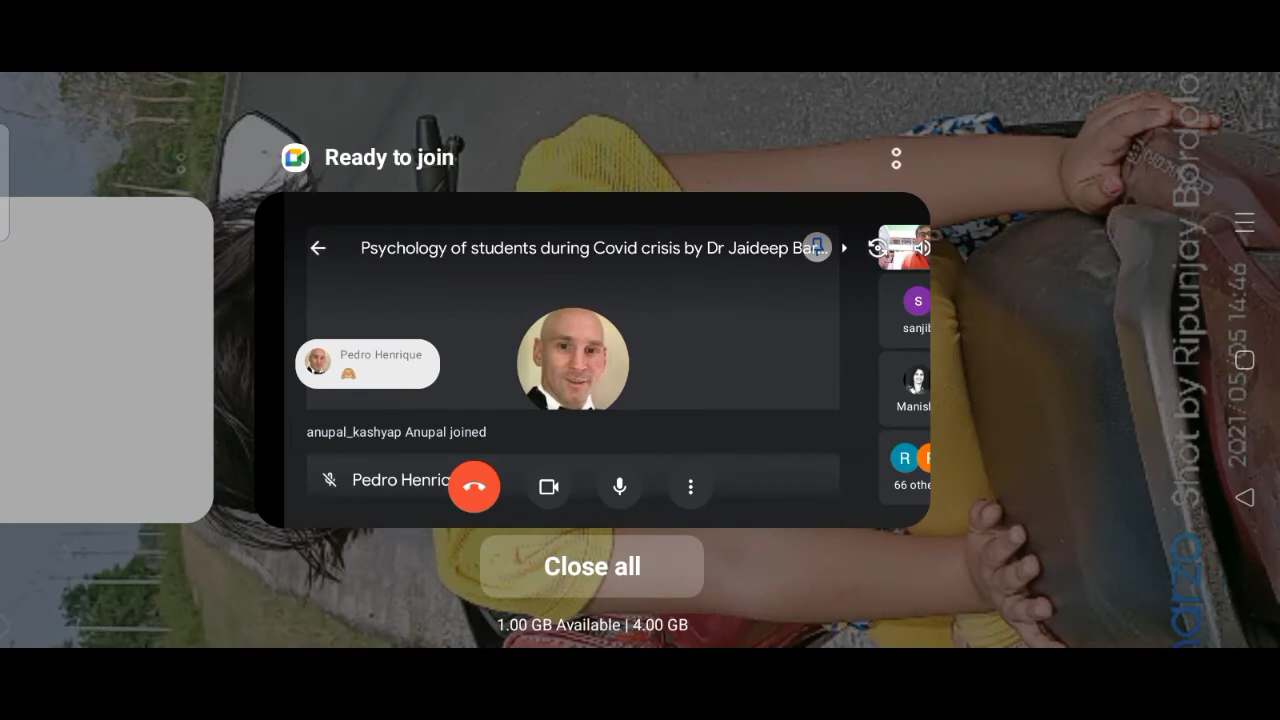 Ready to join
Psychology of students during Covid crisis by Dr Jaideep Bar...
Pedro Henrique
anupal_kashyap Anupal joined
Pedro Henric
S
sanjib
Manish
R
66 othe
Close all
1.00 GB Available | 4.00 GB
Shot by Ripunjay Bordolo
2021/05/05 14:46
narzo